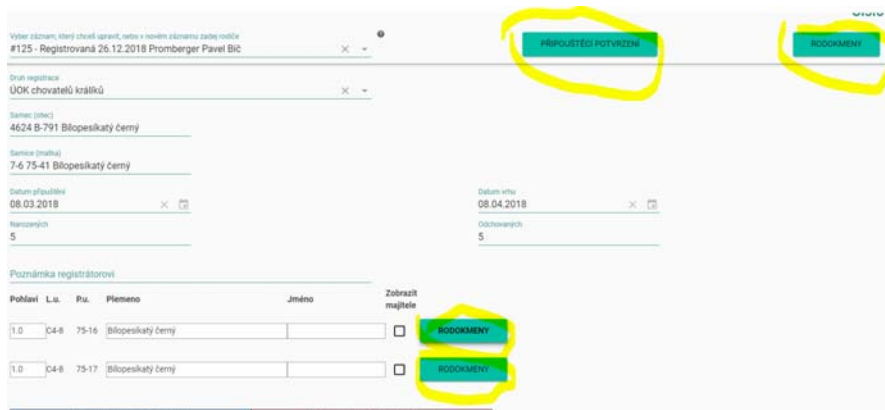 Vyber záznam, který chceš upravit, nebo v novém záznamu zadej rodiče
#125 - Registrovaná 26.12.2018 Promberger Pavel Bíč
PŘIPOUŠTĚCÍ POTVRZENÍ
RODOKMENY
Druh registrace
ÚOK chovatelů králíků
Samec (otec)
4624 B-791 Bílopesíkatý černý
Samice (matka)
7-6 75-41 Bílopesíkatý černý
Datum připuštění
08.03.2018
Datum vrhu
08.04.2018
Narozených
5
Odchovaných
5
Poznámka registrátorovi
Pohlaví L.u. P.u. Plemeno Jméno Zobrazit majitele
1.0 C4-8 75-16 Bílopesíkatý černý RODOKMENY
1.0 C4-8 75-17 Bílopesíkatý černý RODOKMENY